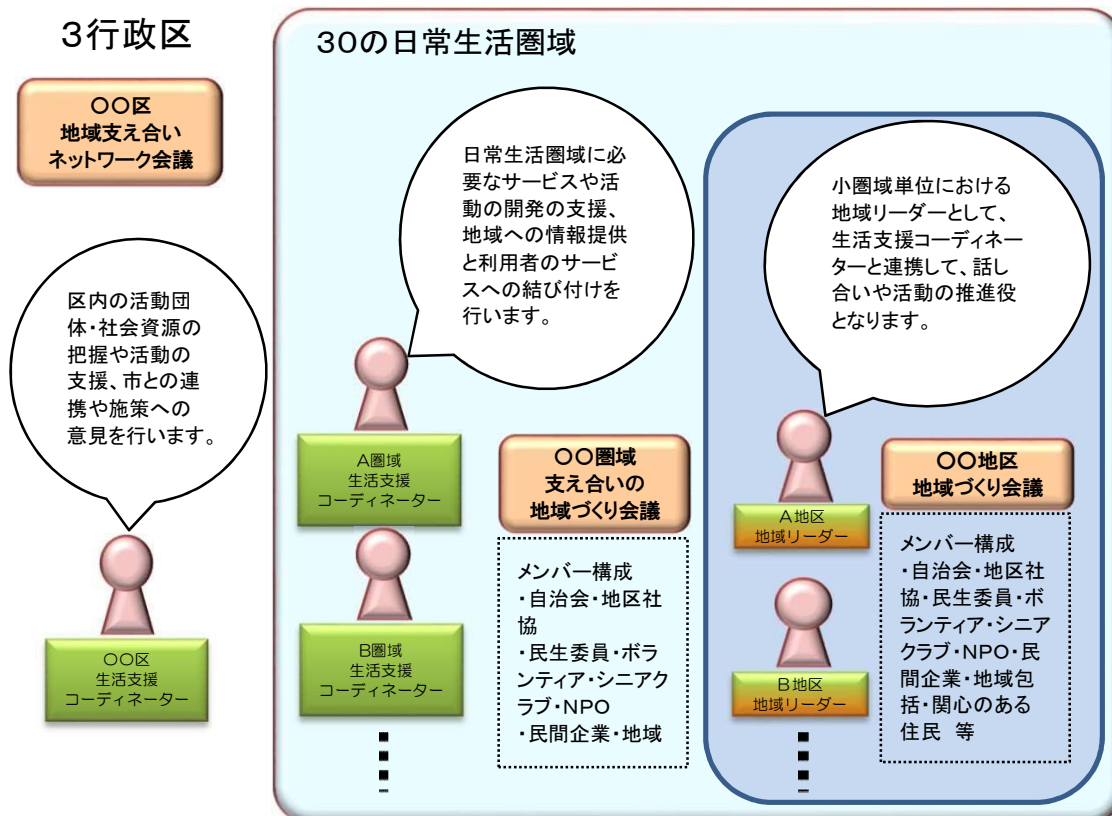 3行政区
〇〇区
地域支え合い
ネットワーク会議
区内の活動団
体・社会資源の
把握や活動の
支援、市との連
携や施策への
意見を行います。
〇〇区
生活支援
コーディネーター
30の日常生活圏域
日常生活圏域に必
要なサービスや活
動の開発の支援、
地域への情報提供
と利用者のサービ
スへの結び付けを
行います。
A圏域
生活支援
コーディネーター
B圏域
生活支援
コーディネーター
〇〇圏域
支え合いの
地域づくり会議
メンバー構成
・自治会・地区社
協
・民生委員・ボラ
ンティア・シニアク
ラブ・NPO
・民間企業・地域
小圏域単位における
地域リーダーとして、
生活支援コーディネー
ターと連携して、話し
合いや活動の推進役
となります。
A地区
地域リーダー
B地区
地域リーダー
〇〇地区
地域づくり会議
メンバー構成
・自治会・地区社
協・民生委員・ボ
ランティア・シニア
クラブ・NPO・民
間企業・地域包
括・関心のある
住民 等